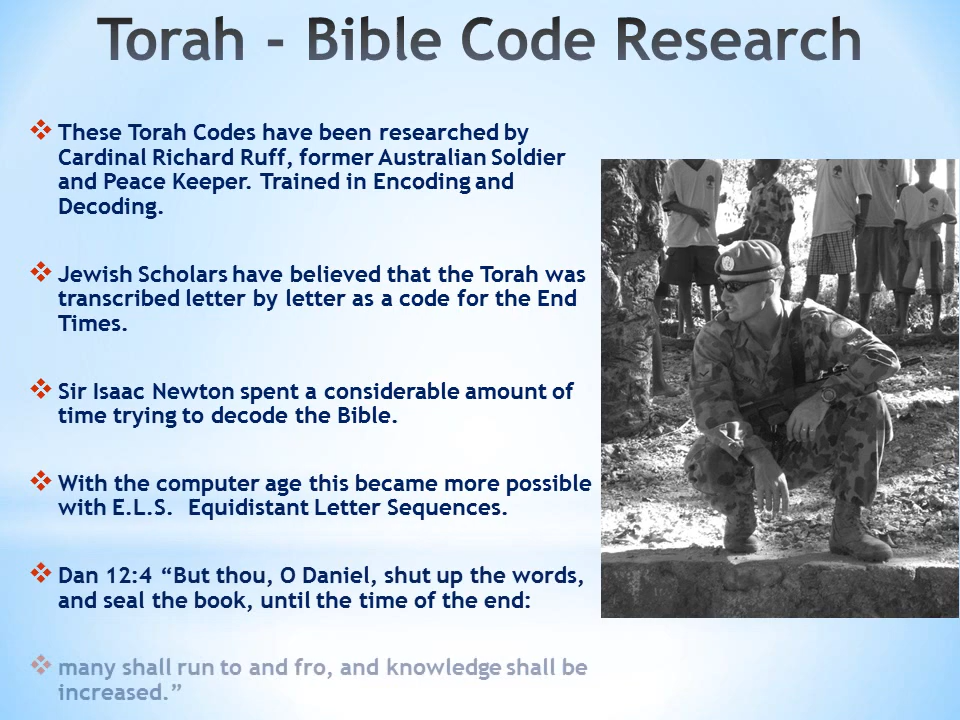 Torah - Bible Code Research
These Torah Codes have been researched by
Cardinal Richard Ruff, former Australian Soldier
and Peace Keeper. Trained in Encoding and
Decoding.
Jewish Scholars have believed that the Torah was
transcribed letter by letter as a code for the End
Times.
Sir Isaac Newton spent a considerable amount of
time trying to decode the Bible.
With the computer age this became more possible
with E.L.S. Equidistant Letter Sequences.
Dan 12:4 “But thou, O Daniel, shut up the words,
and seal the book, until the time of the end:
many shall run to and fro, and knowledge shall be
increased.”